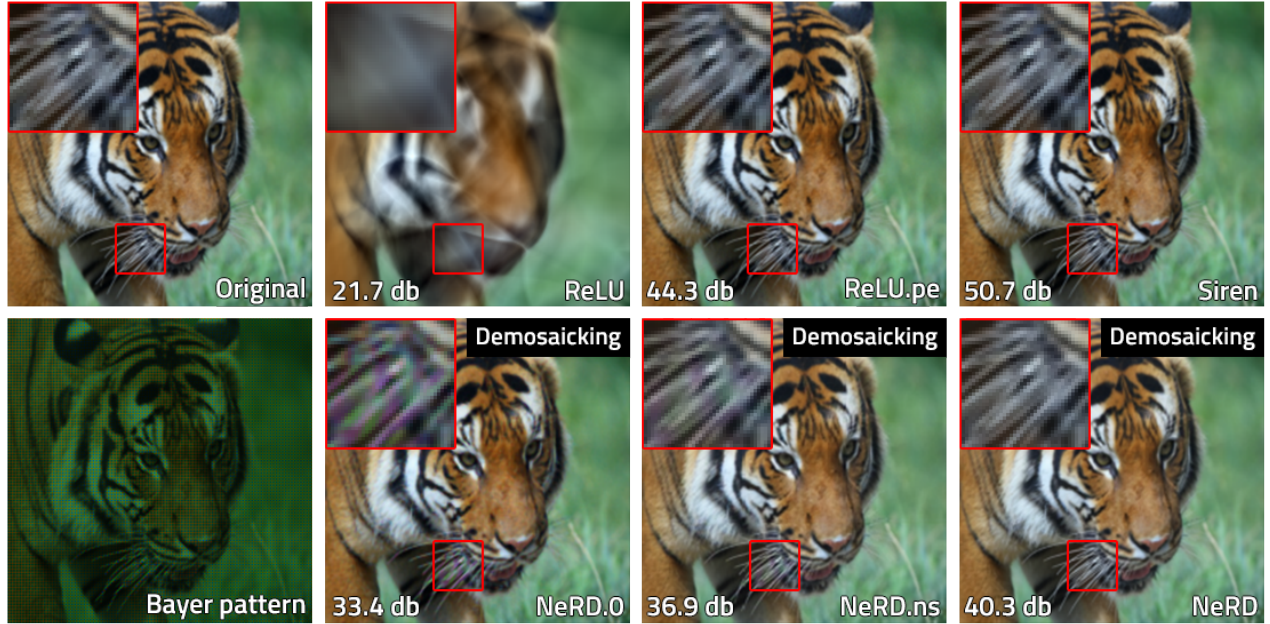 Original
21.7 db ReLU
44.3 db ReLU.pe
50.7 db Siren
Bayer pattern
Demosaicking
33.4 db NeRD.0
Demosaicking
36.9 db NeRD.ns
Demosaicking
40.3 db NeRD